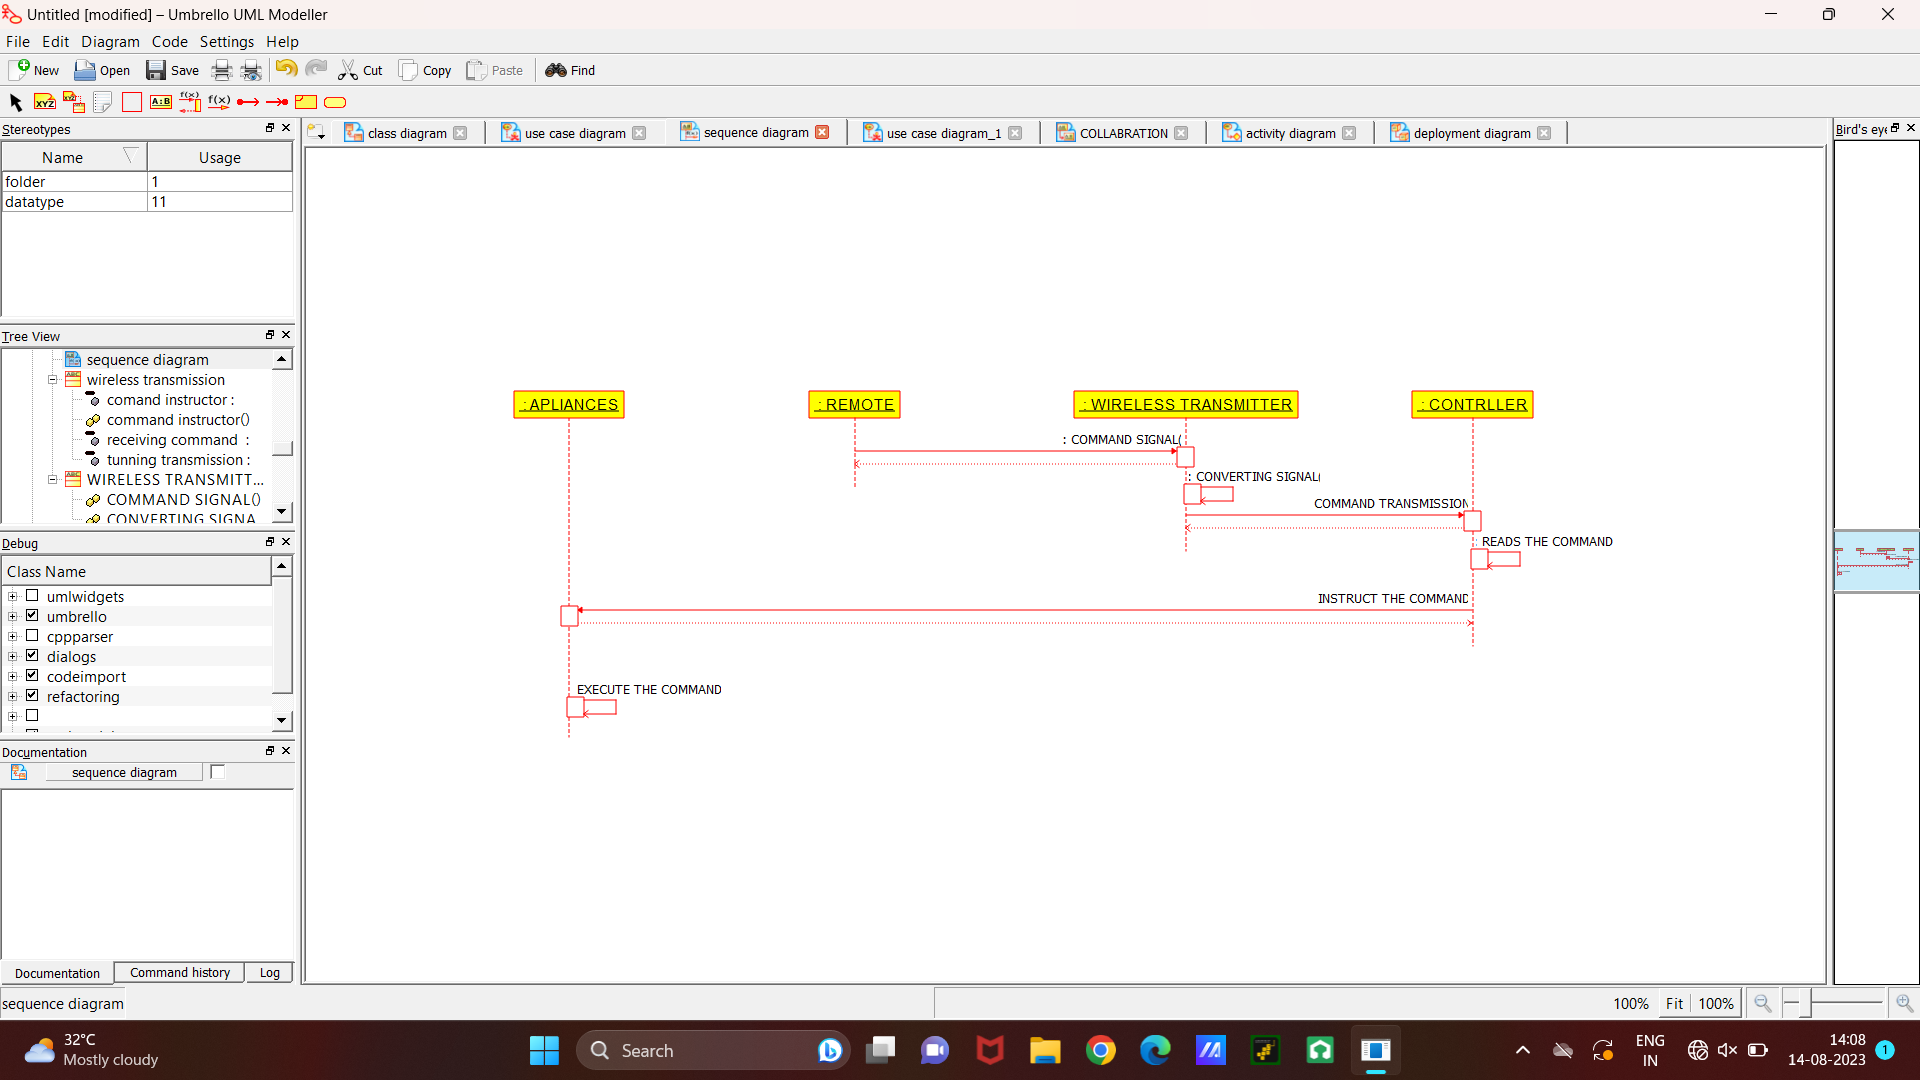 Untitled [modified] – Umbrello UML Modeller
File Edit Diagram Code Settings Help
New Open Save Cut Copy Paste Find
XYZ XYZ A:B f(x) f(x)
Stereotypes
Name Usage
folder 1
datatype 11
Tree View
sequence diagram
wireless transmission
comand instructor :
command instructor()
receiving command :
tunning transmission :
WIRELESS TRANSMITT...
COMMAND SIGNAL()
CONVERTING SIGNA
Debug
Class Name
umlwidgets
umbrello
cppparser
dialogs
codeimport
refactoring
Documentation
sequence diagram
Documentation Command history Log
class diagram use case diagram sequence diagram use case diagram_1 COLLABRATION activity diagram deployment diagram
Bird's eye
: APLIANCES : REMOTE : WIRELESS TRANSMITTER : CONTRLLER
: COMMAND SIGNAL(
: CONVERTING SIGNAL(
COMMAND TRANSMISSION
: READS THE COMMAND
INSTRUCT THE COMMAND
EXECUTE THE COMMAND
sequence diagram 100% Fit 100%
32°C
Mostly cloudy
Search
ENG
IN
14:08
14-08-2023
1